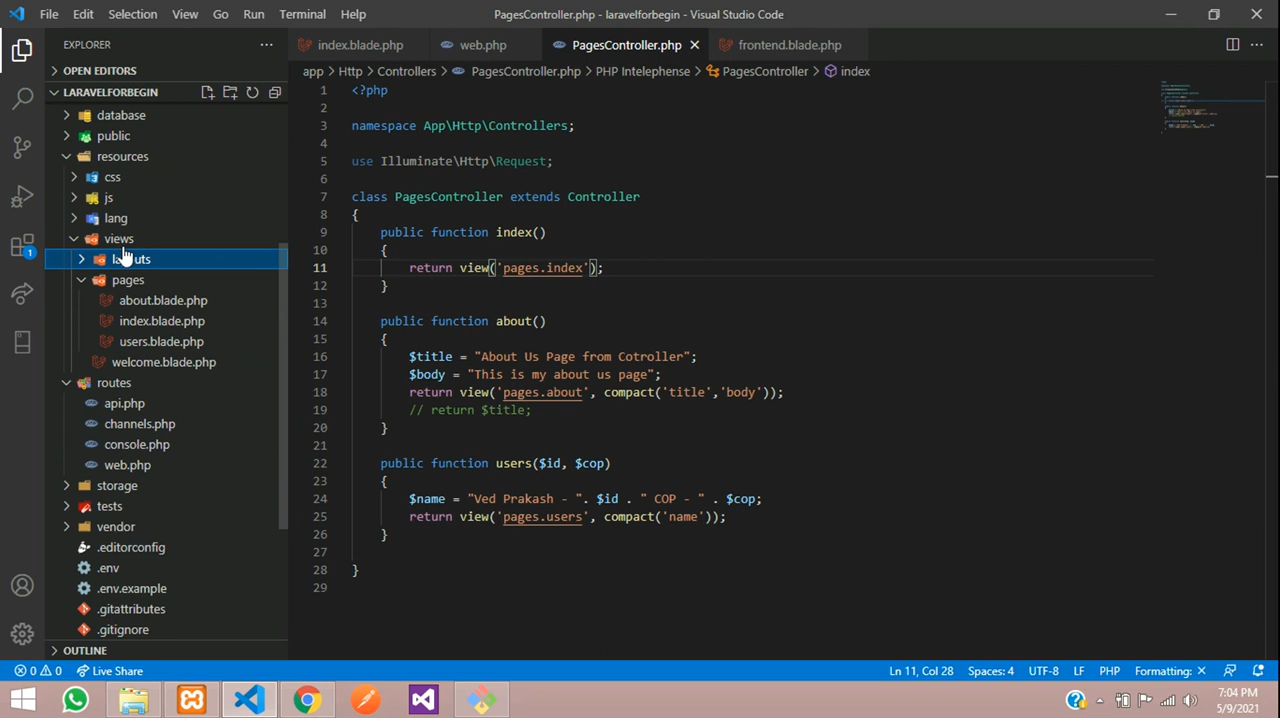 File Edit Selection View Go Run Terminal Help PagesController.php - laravelforbegin - Visual Studio Code
EXPLORER
index.blade.php web.php PagesController.php frontend.blade.php
OPEN EDITORS
app > Http > Controllers > PagesController.php > PHP Intelephense > PagesController > index
LARAVELFORBEGIN
database
public
resources
css
js
lang
views
pages
about.blade.php
index.blade.php
users.blade.php
welcome.blade.php
routes
api.php
channels.php
console.php
web.php
storage
tests
vendor
.editorconfig
.env
.env.example
.gitattributes
.gitignore
OUTLINE
1 <?php
2
3 namespace App\Http\Controllers;
4
5 use Illuminate\Http\Request;
6
7 class PagesController extends Controller
8 {
9 public function index()
10 {
11 return view('pages.index');
12 }
13
14 public function about()
15 {
16 $title = "About Us Page from Cotroller";
17 $body = "This is my about us page";
18 return view('pages.about', compact('title','body'));
19 // return $title;
20 }
21
22 public function users($id, $cop)
23 {
24 $name = "Ved Prakash - ". $id . " COP - " . $cop;
25 return view('pages.users', compact('name'));
26 }
27
28 }
29
1
0 0 Live Share Ln 11, Col 28 Spaces: 4 UTF-8 LF PHP Formatting: ×
7:04 PM
5/9/2021